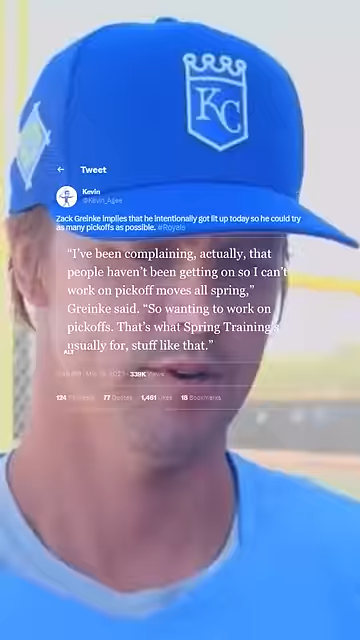 KC
Tweet
Kevin
@Kevin_Agee
Zack Greinke implies that he intentionally got lit up today so he could try
as many pickoffs as possible. #Royals
“I’ve been complaining, actually, that
people haven’t been getting on so I can’t
work on pickoff moves all spring,”
Greinke said. “So wanting to work on
pickoffs. That’s what Spring Training’s
usually for, stuff like that.”
ALT
339K Views
124 Retweets 77 Quotes 1,461 Likes 18 Bookmarks